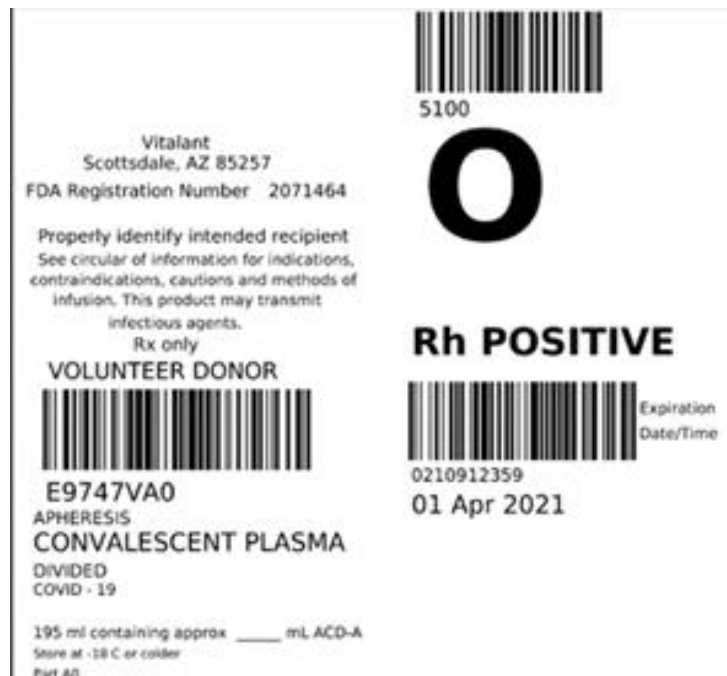 Vitalant
Scottsdale, AZ 85257
FDA Registration Number 2071464
Properly identify intended recipient
See circular of information for indications,
contraindications, cautions and methods of
infusion. This product may transmit
infectious agents.
Rx only
VOLUNTEER DONOR
E9747VA0
APHERESIS
CONVALESCENT PLASMA
DIVIDED
COVID - 19
195 ml containing approx _____ mL ACD-A
Store at -18 C or colder
Part A0
5100
O
Rh POSITIVE
Expiration
Date/Time
0210912359
01 Apr 2021